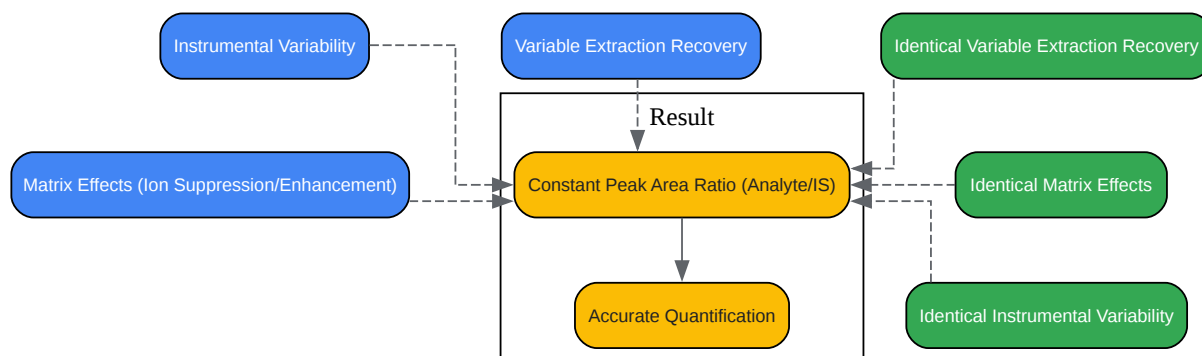 Instrumental Variability
Variable Extraction Recovery
Identical Variable Extraction Recovery
Result
Matrix Effects (Ion Suppression/Enhancement)
Constant Peak Area Ratio (Analyte/IS)
Identical Matrix Effects
Accurate Quantification
Identical Instrumental Variability